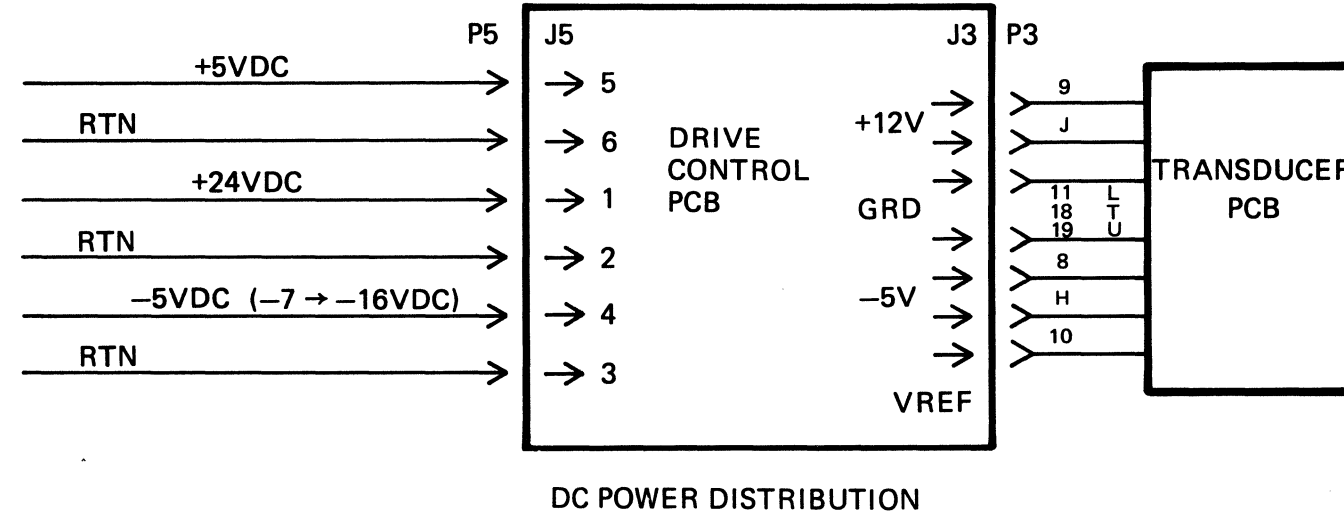 P5 J5 J3 P3
+5VDC 5 9
RTN 6 +12V J
+24VDC 1 DRIVE
CONTROL
PCB
GRD 11 L
18 T
19 U
TRANSDUCER
PCB
RTN 2 8
−5VDC (−7 → −16VDC) 4 −5V H
RTN 3 10
VREF
DC POWER DISTRIBUTION